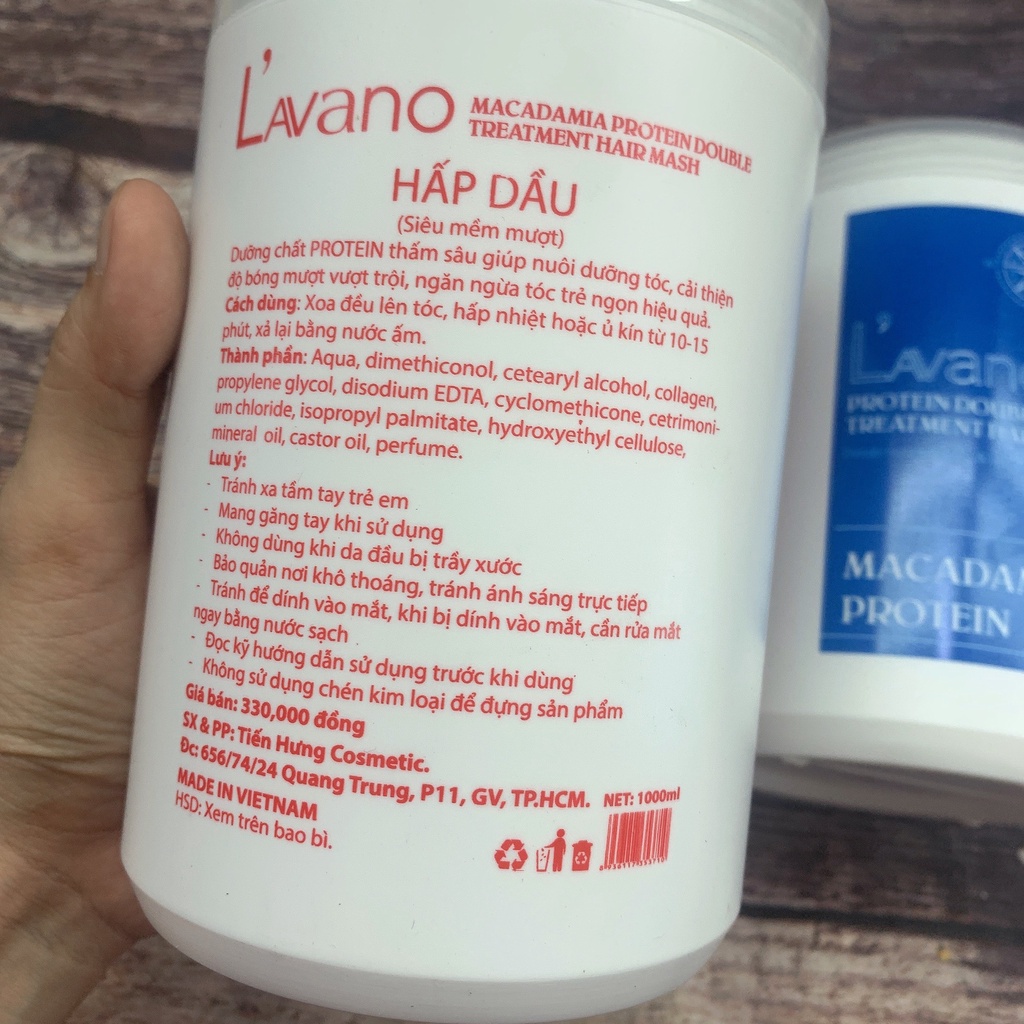 L'Avano
MACADAMIA PROTEIN DOUBLE
TREATMENT HAIR MASH
HẤP DẦU
(Siêu mềm mượt)
Dưỡng chất PROTEIN thấm sâu giúp nuôi dưỡng tóc, cải thiện
độ bóng mượt vượt trội, ngăn ngừa tóc trẻ ngọn hiệu quả.
Cách dùng: Xoa đều lên tóc, hấp nhiệt hoặc ủ kín từ 10-15
phút, xả lại bằng nước ấm.
Thành phần: Aqua, dimethiconol, cetearyl alcohol, collagen,
propylene glycol, disodium EDTA, cyclomethicone, cetrimoni-
um chloride, isopropyl palmitate, hydroxyethyl cellulose,
mineral oil, castor oil, perfume.
Lưu ý:
- Tránh xa tầm tay trẻ em
- Mang găng tay khi sử dụng
- Không dùng khi da đầu bị trầy xước
- Bảo quản nơi khô thoáng, tránh ánh sáng trực tiếp
- Tránh để dính vào mắt, khi bị dính vào mắt, cần rửa mắt
ngay bằng nước sạch
- Đọc kỹ hướng dẫn sử dụng trước khi dùng
- Không sử dụng chén kim loại để đựng sản phẩm
Giá bán: 330,000 đồng
SX & PP: Tiến Hưng Cosmetic.
Đc: 656/74/24 Quang Trung, P11, GV, TP.HCM.
MADE IN VIETNAM
HSD: Xem trên bao bì.
NET: 1000ml
L'Avano
PROTEIN DOU
TREATMENT HA
MACADAM
PROTEIN